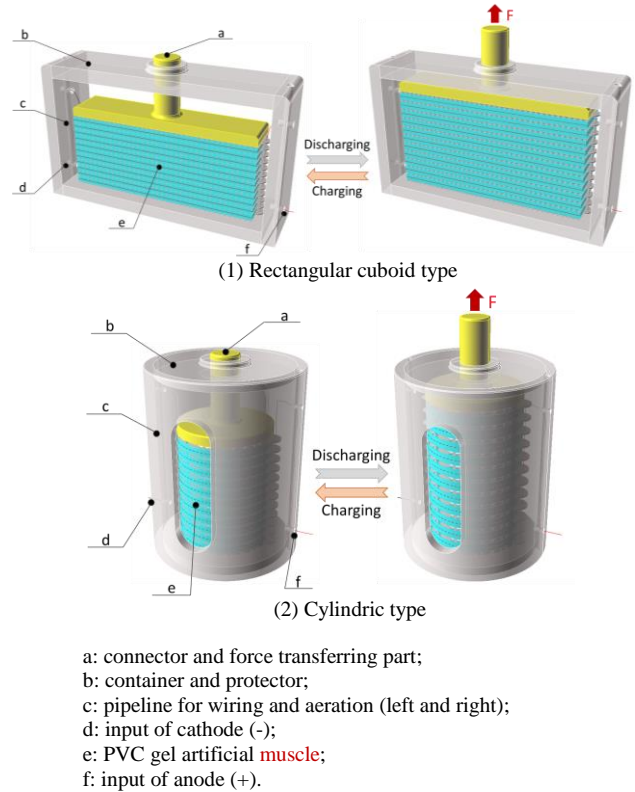 a
b
F
c
Discharging
Charging
d
e
f
(1) Rectangular cuboid type
F
a
b
c
Discharging
Charging
d
e
f
(2) Cylindric type
a: connector and force transferring part;
b: container and protector;
c: pipeline for wiring and aeration (left and right);
d: input of cathode (-);
e: PVC gel artificial muscle;
f: input of anode (+).